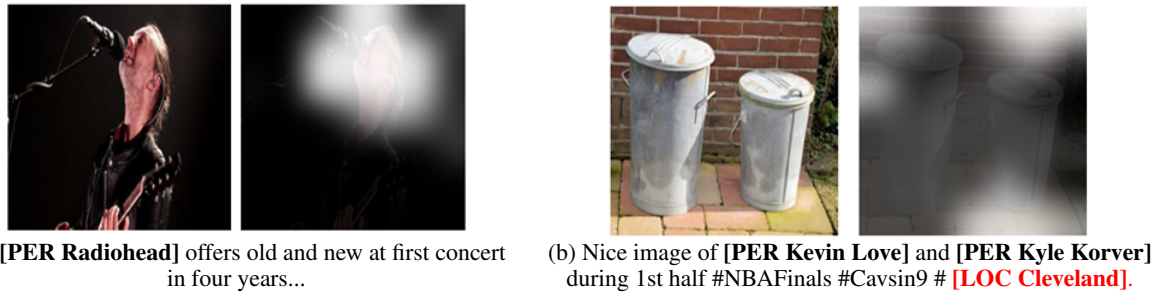 [PER Radiohead] offers old and new at first concert
in four years...
(b) Nice image of [PER Kevin Love] and [PER Kyle Korver]
during 1st half #NBAFinals #Cavsin9 # [LOC Cleveland].